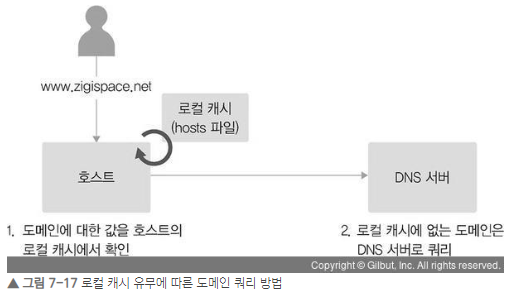 www.zigispace.net
로컬 캐시
(hosts 파일)
호스트
DNS 서버
1. 도메인에 대한 값을 호스트의
로컬 캐시에서 확인
2. 로컬 캐시에 없는 도메인은
DNS 서버로 쿼리
Copyright © Gilbut, Inc. All rights reserved.
▲ 그림 7-17 로컬 캐시 유무에 따른 도메인 쿼리 방법